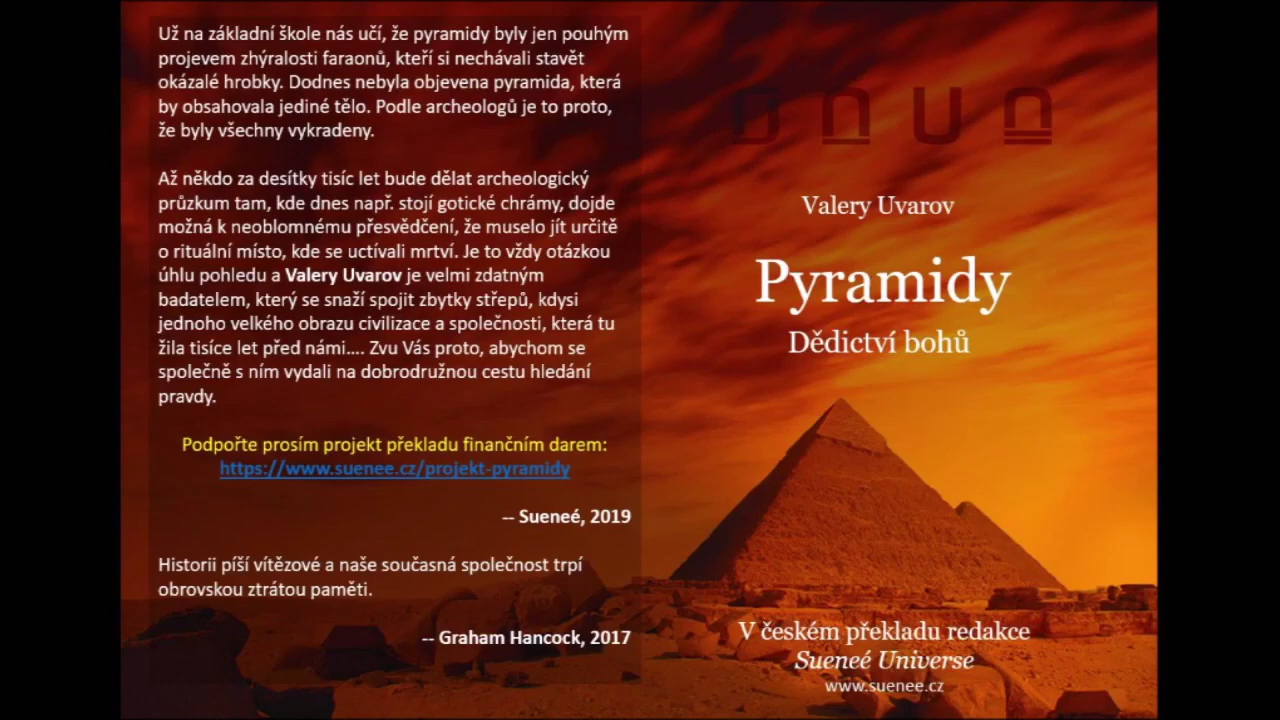 Už na základní škole nás učí, že pyramidy byly jen pouhým
projevem zhýralosti faraonů, kteří si nechávali stavět
okázalé hrobky. Dodnes nebyla objevena pyramida, která
by obsahovala jediné tělo. Podle archeologů je to proto,
že byly všechny vykradeny.
Až někdo za desítky tisíc let bude dělat archeologický
průzkum tam, kde dnes např. stojí gotické chrámy, dojde
možná k neoblomnému přesvědčení, že muselo jít určitě
o rituální místo, kde se uctívali mrtví. Je to vždy otázkou
úhlu pohledu a Valery Uvarov je velmi zdatným
badatelem, který se snaží spojit zbytky střepů, kdysi
jednoho velkého obrazu civilizace a společnosti, která tu
žila tisíce let před námi.... Zvu Vás proto, abychom se
společně s ním vydali na dobrodružnou cestu hledání
pravdy.
Podpořte prosím projekt překladu finančním darem:
https://www.suenee.cz/projekt-pyramidy
-- Sueneé, 2019
Historii píší vítězové a naše současná společnost trpí
obrovskou ztrátou paměti.
-- Graham Hancock, 2017
Valery Uvarov
Pyramidy
Dědictví bohů
V českém překladu redakce
Sueneé Universe
www.suenee.cz